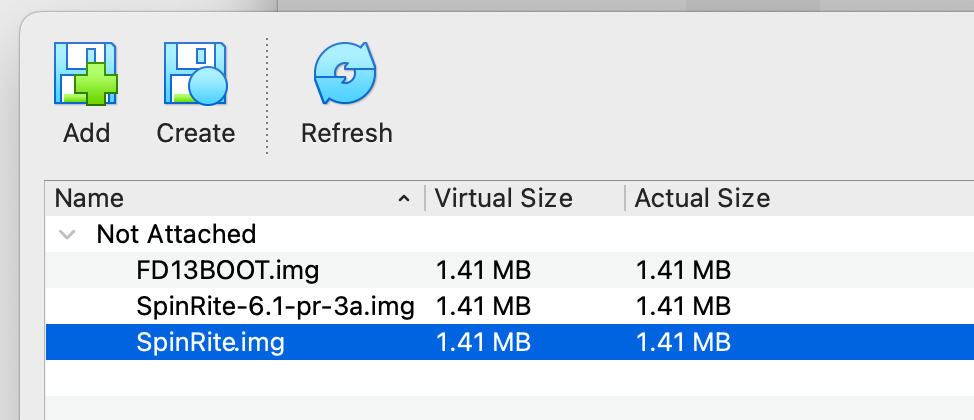 Add Create Refresh
Name Virtual Size Actual Size
Not Attached
FD13BOOT.img 1.41 MB 1.41 MB
SpinRite-6.1-pr-3a.img 1.41 MB 1.41 MB
SpinRite.img 1.41 MB 1.41 MB